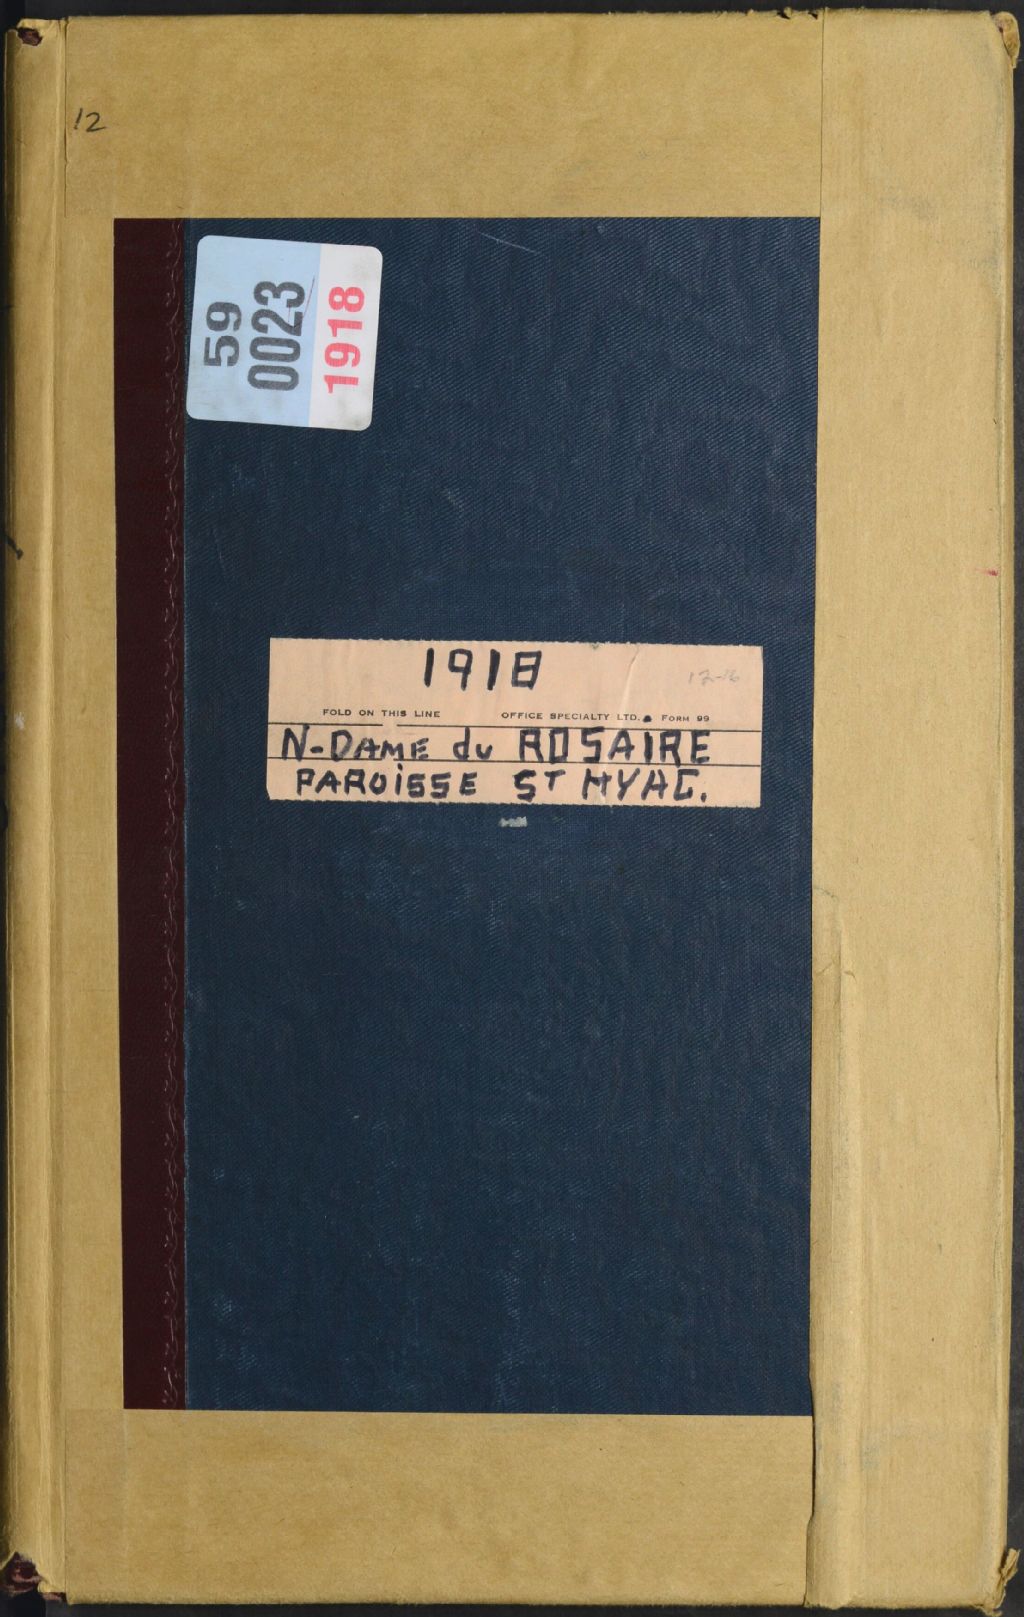 12
59
0023
1918
1918
12-16
FOLD ON THIS LINE OFFICE SPECIALTY LTD. FORM 99
N-DAME du ROSAIRE
PAROISSE ST HYAC.